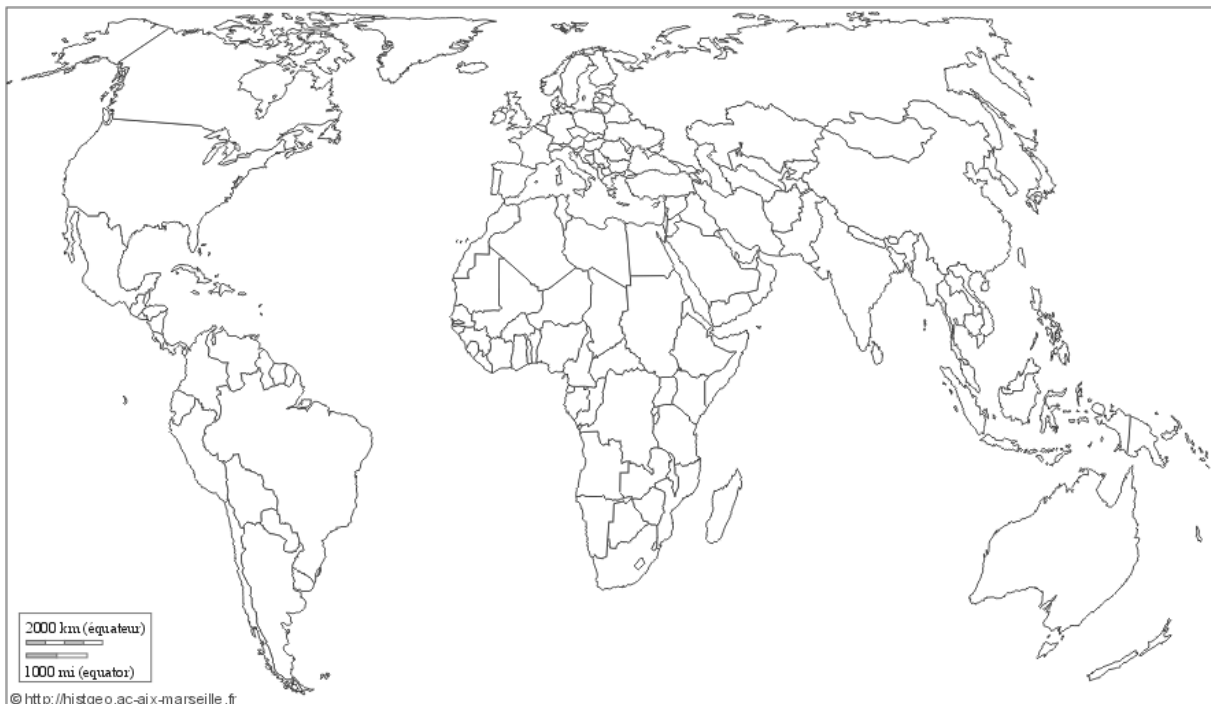 2000 km (équateur)
1000 mi (equator)
© http://histgeo.ac-aix-marseille.fr